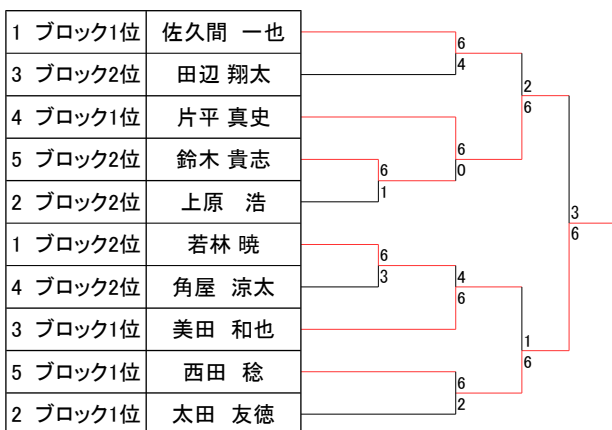 1 ブロック1位 佐久間 一也
3 ブロック2位 田辺 翔太
4 ブロック1位 片平 真史
5 ブロック2位 鈴木 貴志
2 ブロック2位 上原 浩
1 ブロック2位 若林 暁
4 ブロック2位 角屋 涼太
3 ブロック1位 美田 和也
5 ブロック1位 西田 稔
2 ブロック1位 太田 友徳
6
4
6
1
6
0
2
6
6
3
4
6
6
2
1
6
3
6